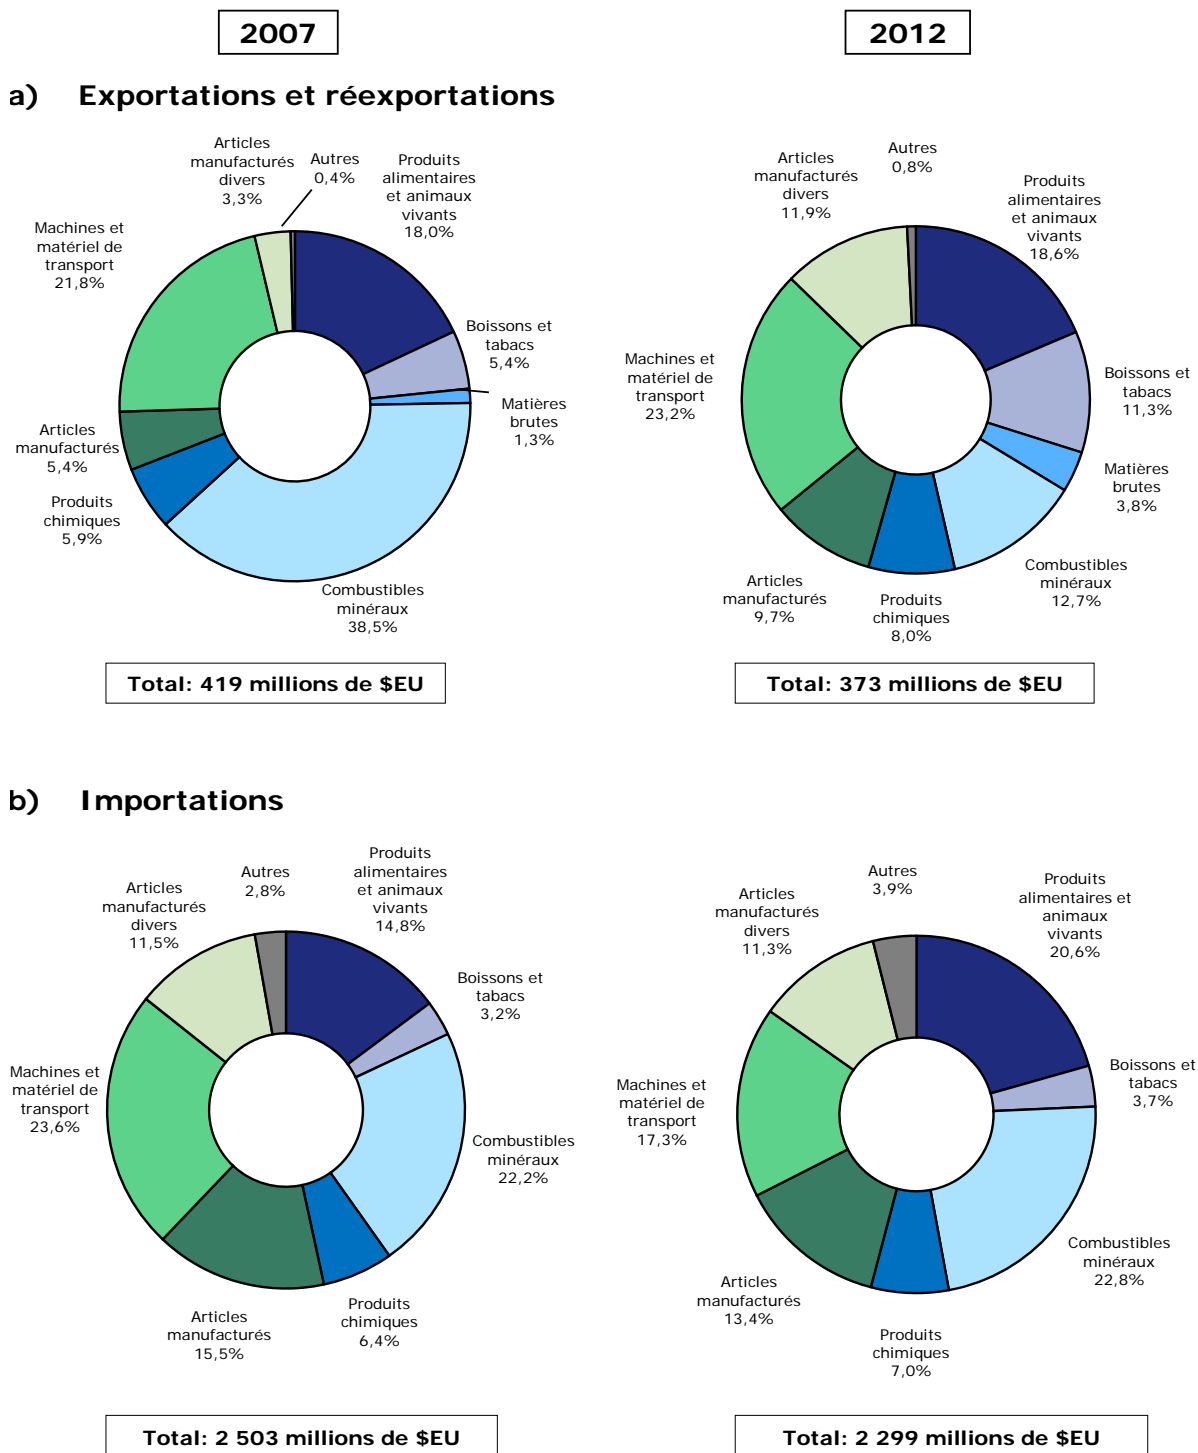 2007
2012
a) Exportations et réexportations
Articles
manufacturés
divers
3,3%
Autres
0,4%
Produits
alimentaires
et animaux
vivants
18,0%
Boissons et
tabacs
5,4%
Matières
brutes
1,3%
Combustibles
minéraux
38,5%
Produits
chimiques
5,9%
Articles
manufacturés
5,4%
Machines et
matériel de
transport
21,8%
Total: 419 millions de $EU
Articles
manufacturés
divers
11,9%
Autres
0,8%
Produits
alimentaires
et animaux
vivants
18,6%
Boissons et
tabacs
11,3%
Matières
brutes
3,8%
Combustibles
minéraux
12,7%
Produits
chimiques
8,0%
Articles
manufacturés
9,7%
Machines et
matériel de
transport
23,2%
Total: 373 millions de $EU
b) Importations
Articles
manufacturés
divers
11,5%
Autres
2,8%
Produits
alimentaires
et animaux
vivants
14,8%
Boissons et
tabacs
3,2%
Combustibles
minéraux
22,2%
Produits
chimiques
6,4%
Articles
manufacturés
15,5%
Machines et
matériel de
transport
23,6%
Total: 2 503 millions de $EU
Articles
manufacturés
divers
11,3%
Autres
3,9%
Produits
alimentaires et
animaux
vivants
20,6%
Boissons et
tabacs
3,7%
Combustibles
minéraux
22,8%
Produits
chimiques
7,0%
Articles
manufacturés
13,4%
Machines et
matériel de
transport
17,3%
Total: 2 299 millions de $EU